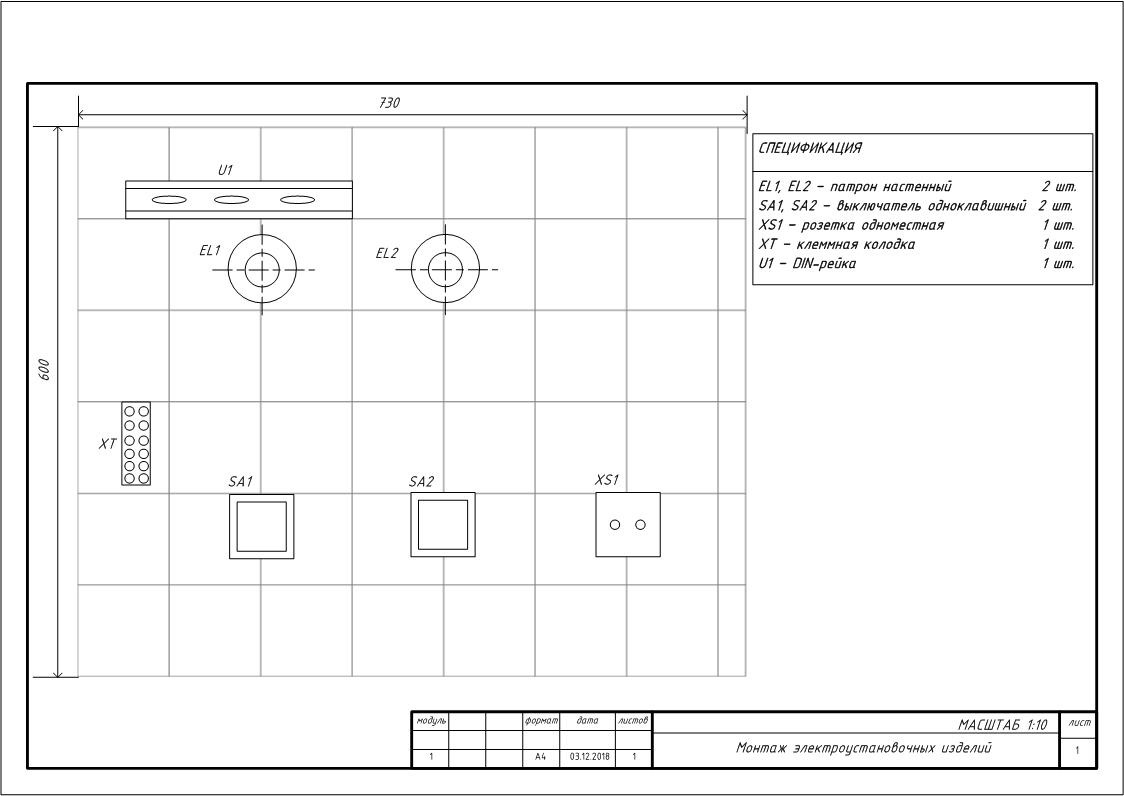 730
СПЕЦИФИКАЦИЯ
U1
EL1, EL2 – патрон настенный 2 шт.
SA1, SA2 – выключатель одноклавишный 2 шт.
XS1 – розетка одноместная 1 шт.
XT – клеммная колодка 1 шт.
U1 – DIN-рейка 1 шт.
EL1
EL2
600
XT
SA1
SA2
XS1
модуль формат дата листов
МАСШТАБ 1:10
лист
Монтаж электроустановочных изделий
1 А4 03.12.2018 1
1